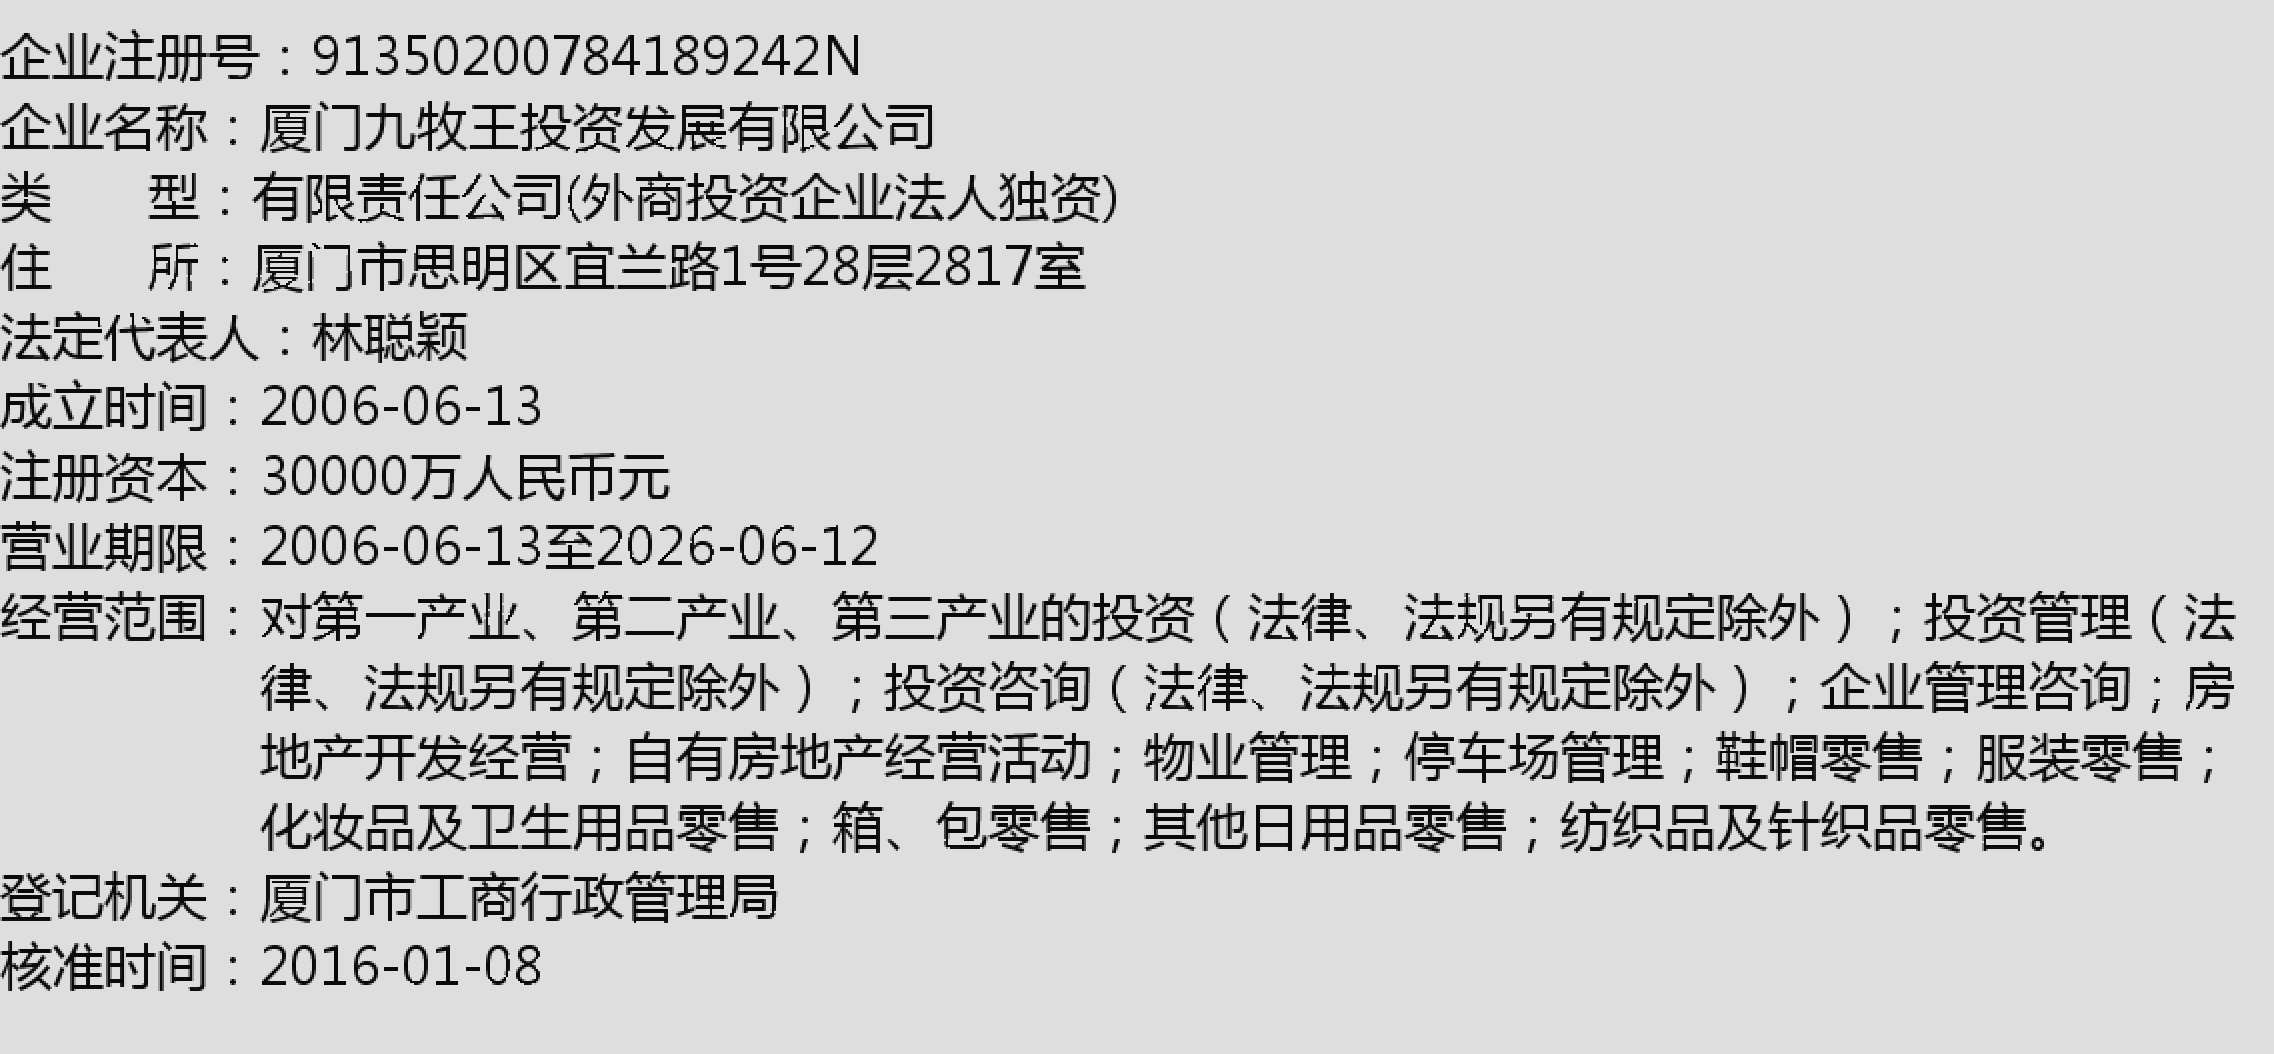 企业注册号：91350200784189242N
企业名称：厦门九牧王投资发展有限公司
类　　型：有限责任公司(外商投资企业法人独资)
住　　所：厦门市思明区宜兰路1号28层2817室
法定代表人：林聪颖
成立时间：2006-06-13
注册资本：30000万人民币元
营业期限：2006-06-13至2026-06-12
经营范围：对第一产业、第二产业、第三产业的投资（法律、法规另有规定除外）；投资管理（法
律、法规另有规定除外）；投资咨询（法律、法规另有规定除外）；企业管理咨询；房
地产开发经营；自有房地产经营活动；物业管理；停车场管理；鞋帽零售；服装零售；
化妆品及卫生用品零售；箱、包零售；其他日用品零售；纺织品及针织品零售。
登记机关：厦门市工商行政管理局
核准时间：2016-01-08